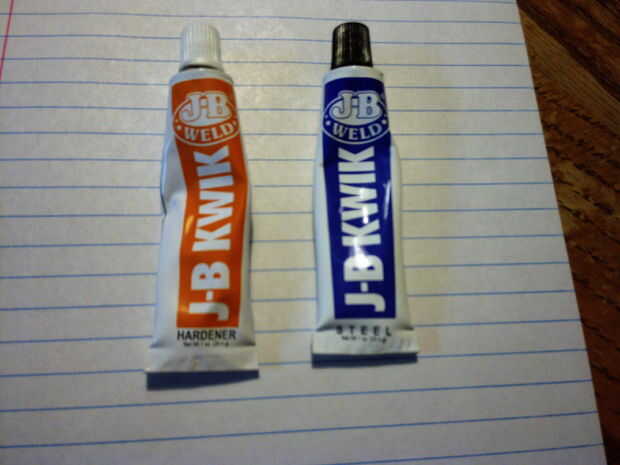 J-B
WELD
J-B KWIK
HARDENER
J-B
WELD
J-B KWIK
STEEL